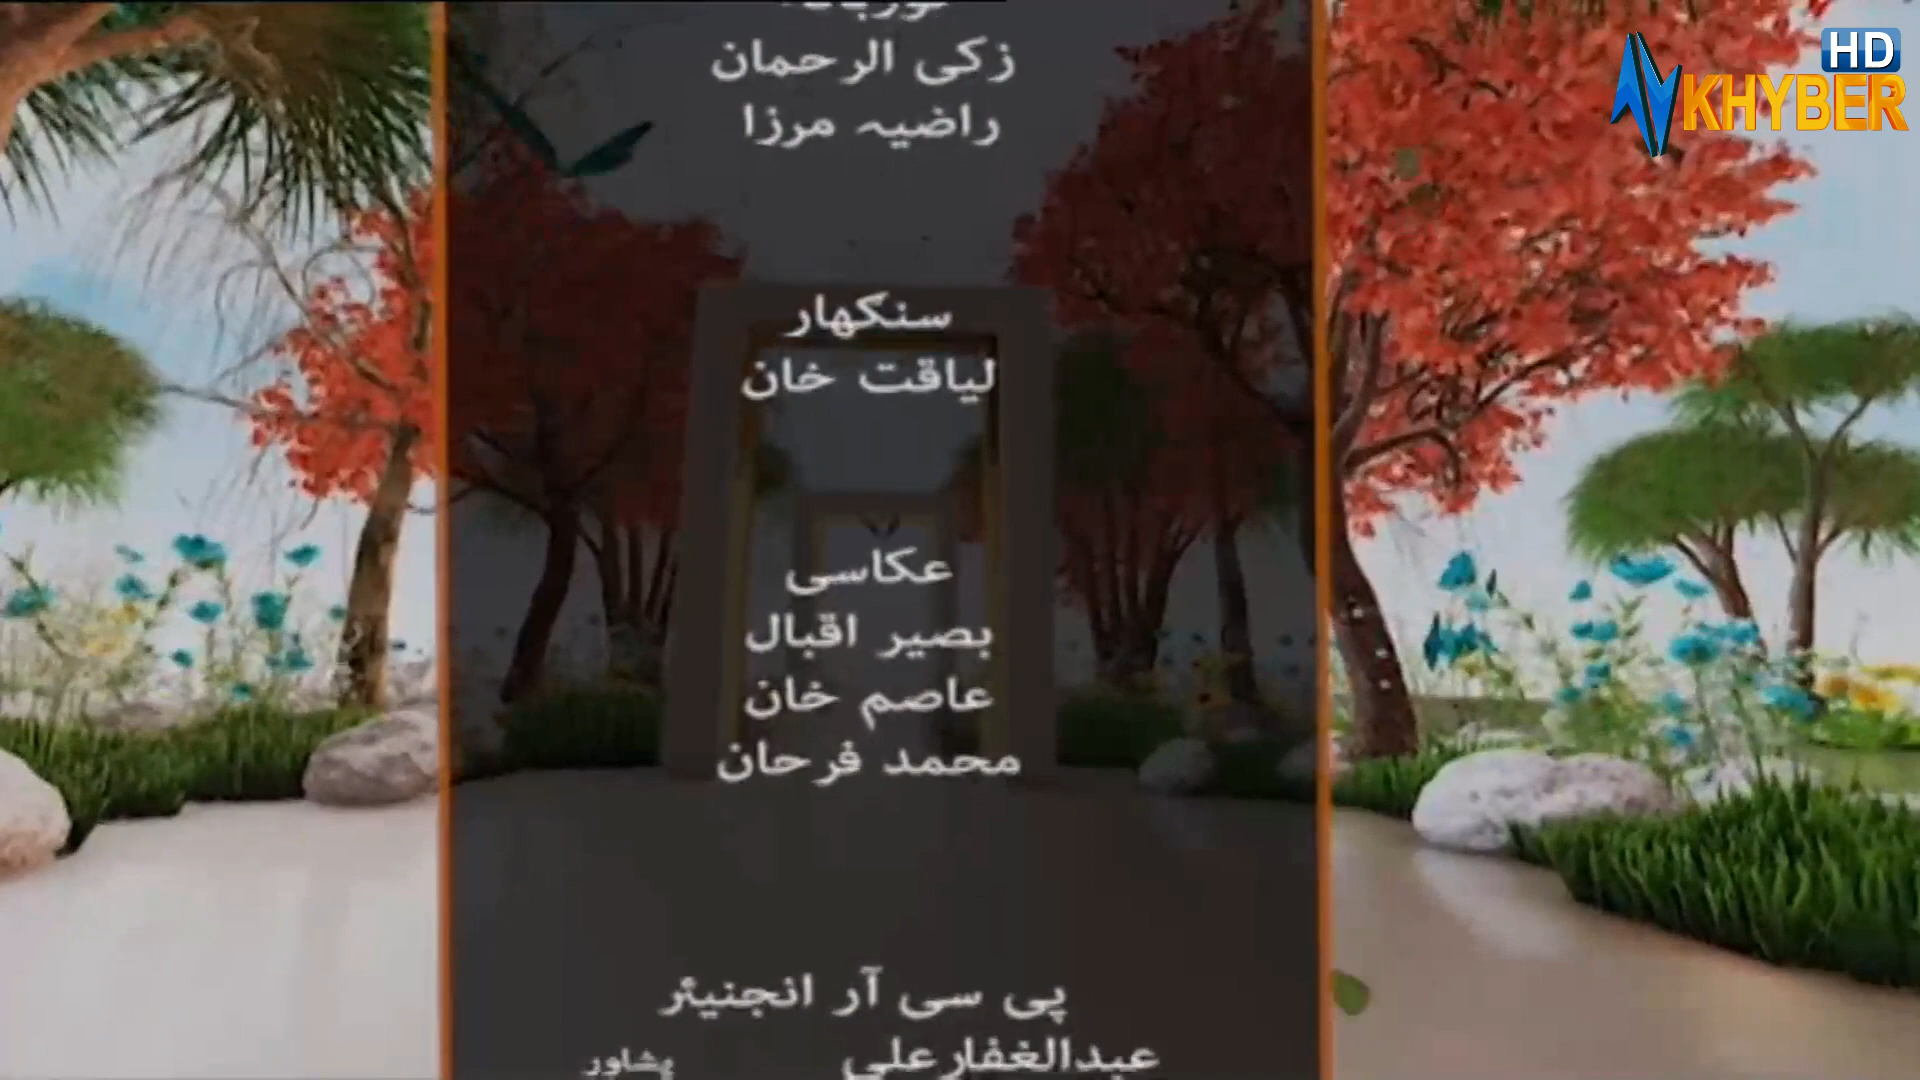 زکی الرحمان
راضیہ مرزا
سنگھار
لیاقت خان
عکاسی
بصیر اقبال
عاصم خان
محمد فرحان
پی سی آر انجنیئر
عبدالغفارعلی پشاور
HD
KHYBER